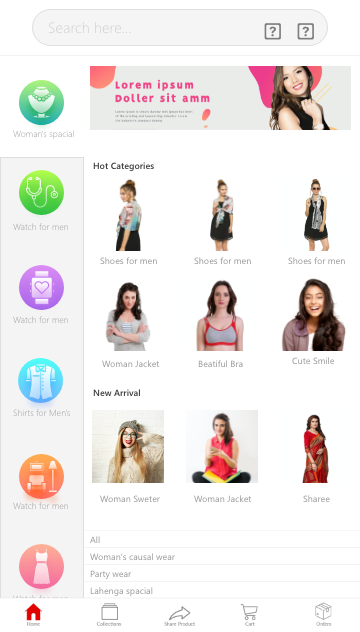 Search here...
Woman's spacial
Lorem ipsum
Doller sit amm
Watch for men
Watch for men
Shirts for Men's
Watch for men
Hot Categories
Shoes for men
Shoes for men
Shoes for men
Woman Jacket
Beatiful Bra
Cute Smile
New Arrival
Woman Sweter
Woman Jacket
Sharee
All
Woman's causal wear
Party wear
Lahenga spacial
Home
Collections
Share Product
Cart
Orders